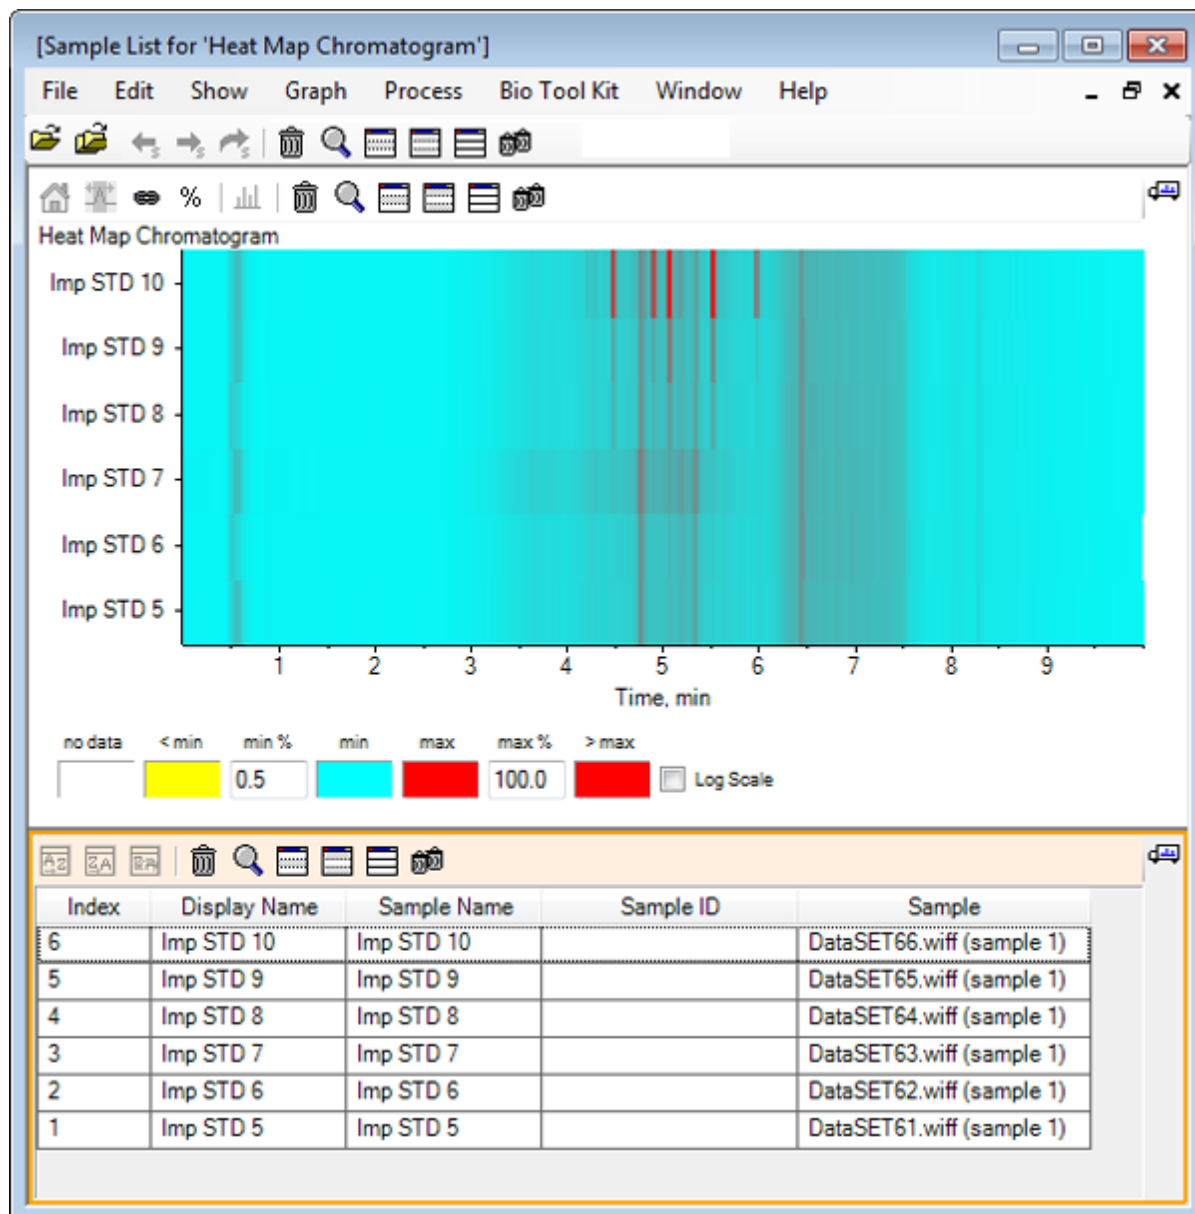 [Sample List for 'Heat Map Chromatogram']
File Edit Show Graph Process Bio Tool Kit Window Help
%
Heat Map Chromatogram
Imp STD 10
Imp STD 9
Imp STD 8
Imp STD 7
Imp STD 6
Imp STD 5
1 2 3 4 5 6 7 8 9
Time, min
no data < min min % min max max % > max
0.5 100.0 Log Scale
Index Display Name Sample Name Sample ID Sample
6 Imp STD 10 Imp STD 10 DataSET66.wiff (sample 1)
5 Imp STD 9 Imp STD 9 DataSET65.wiff (sample 1)
4 Imp STD 8 Imp STD 8 DataSET64.wiff (sample 1)
3 Imp STD 7 Imp STD 7 DataSET63.wiff (sample 1)
2 Imp STD 6 Imp STD 6 DataSET62.wiff (sample 1)
1 Imp STD 5 Imp STD 5 DataSET61.wiff (sample 1)